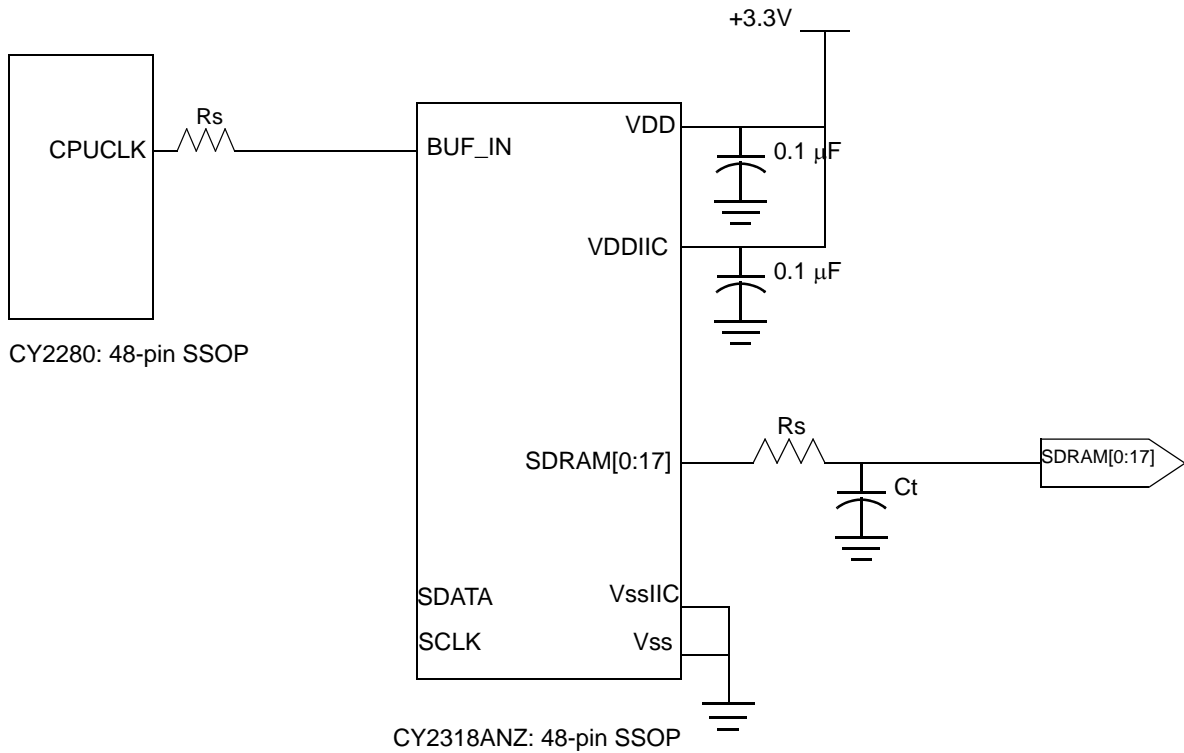 +3.3V
Rs
CPUCLK
BUF_IN
VDD
0.1 μF
VDDIIC
0.1 μF
CY2280: 48-pin SSOP
Rs
SDRAM[0:17]
SDRAM[0:17]
Ct
SDATA
VssIIC
SCLK
Vss
CY2318ANZ: 48-pin SSOP